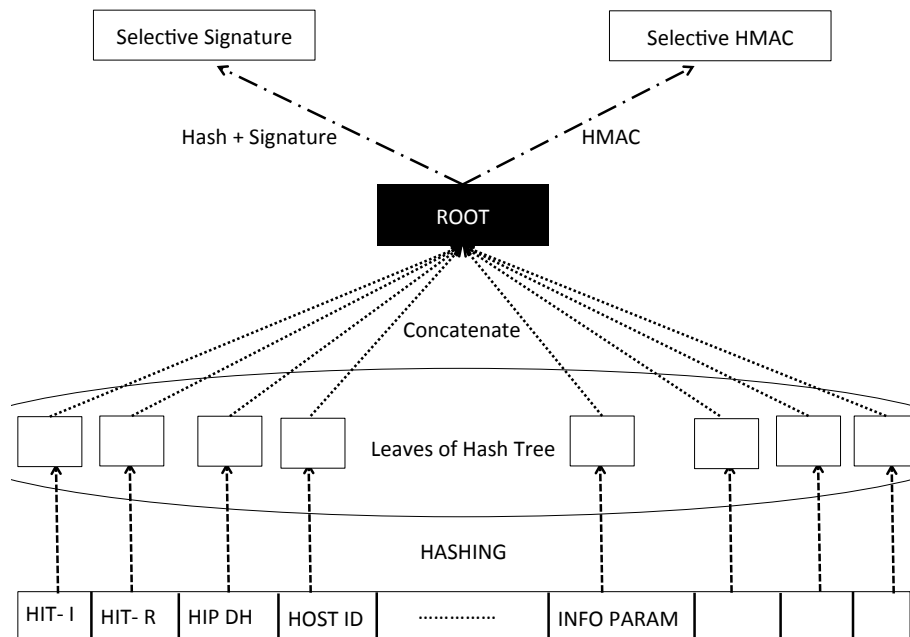 Selective Signature
Selective HMAC
Hash + Signature
HMAC
ROOT
Concatenate
Leaves of Hash Tree
HASHING
HIT- I
HIT- R
HIP DH
HOST ID
................
INFO PARAM